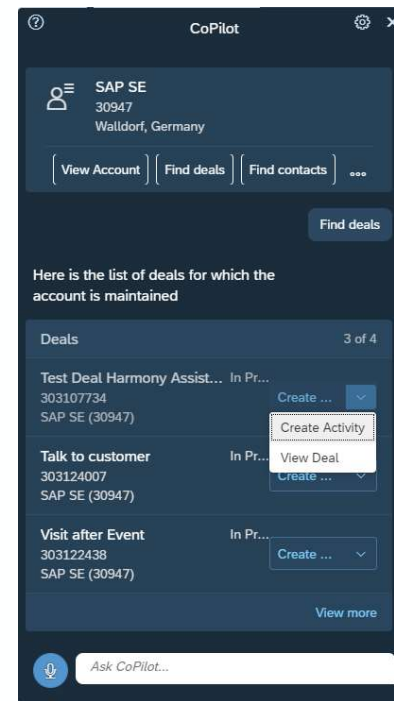 CoPilot
SAP SE
30947
Walldorf, Germany
View Account Find deals Find contacts
Find deals
Here is the list of deals for which the
account is maintained
Deals 3 of 4
Test Deal Harmony Assist... In Pr...
303107734 Create ...
SAP SE (30947)
Create Activity
View Deal
Talk to customer In Pr...
303124007 Create ...
SAP SE (30947)
Visit after Event In Pr...
303122438 Create ...
SAP SE (30947)
View more
Ask CoPilot...